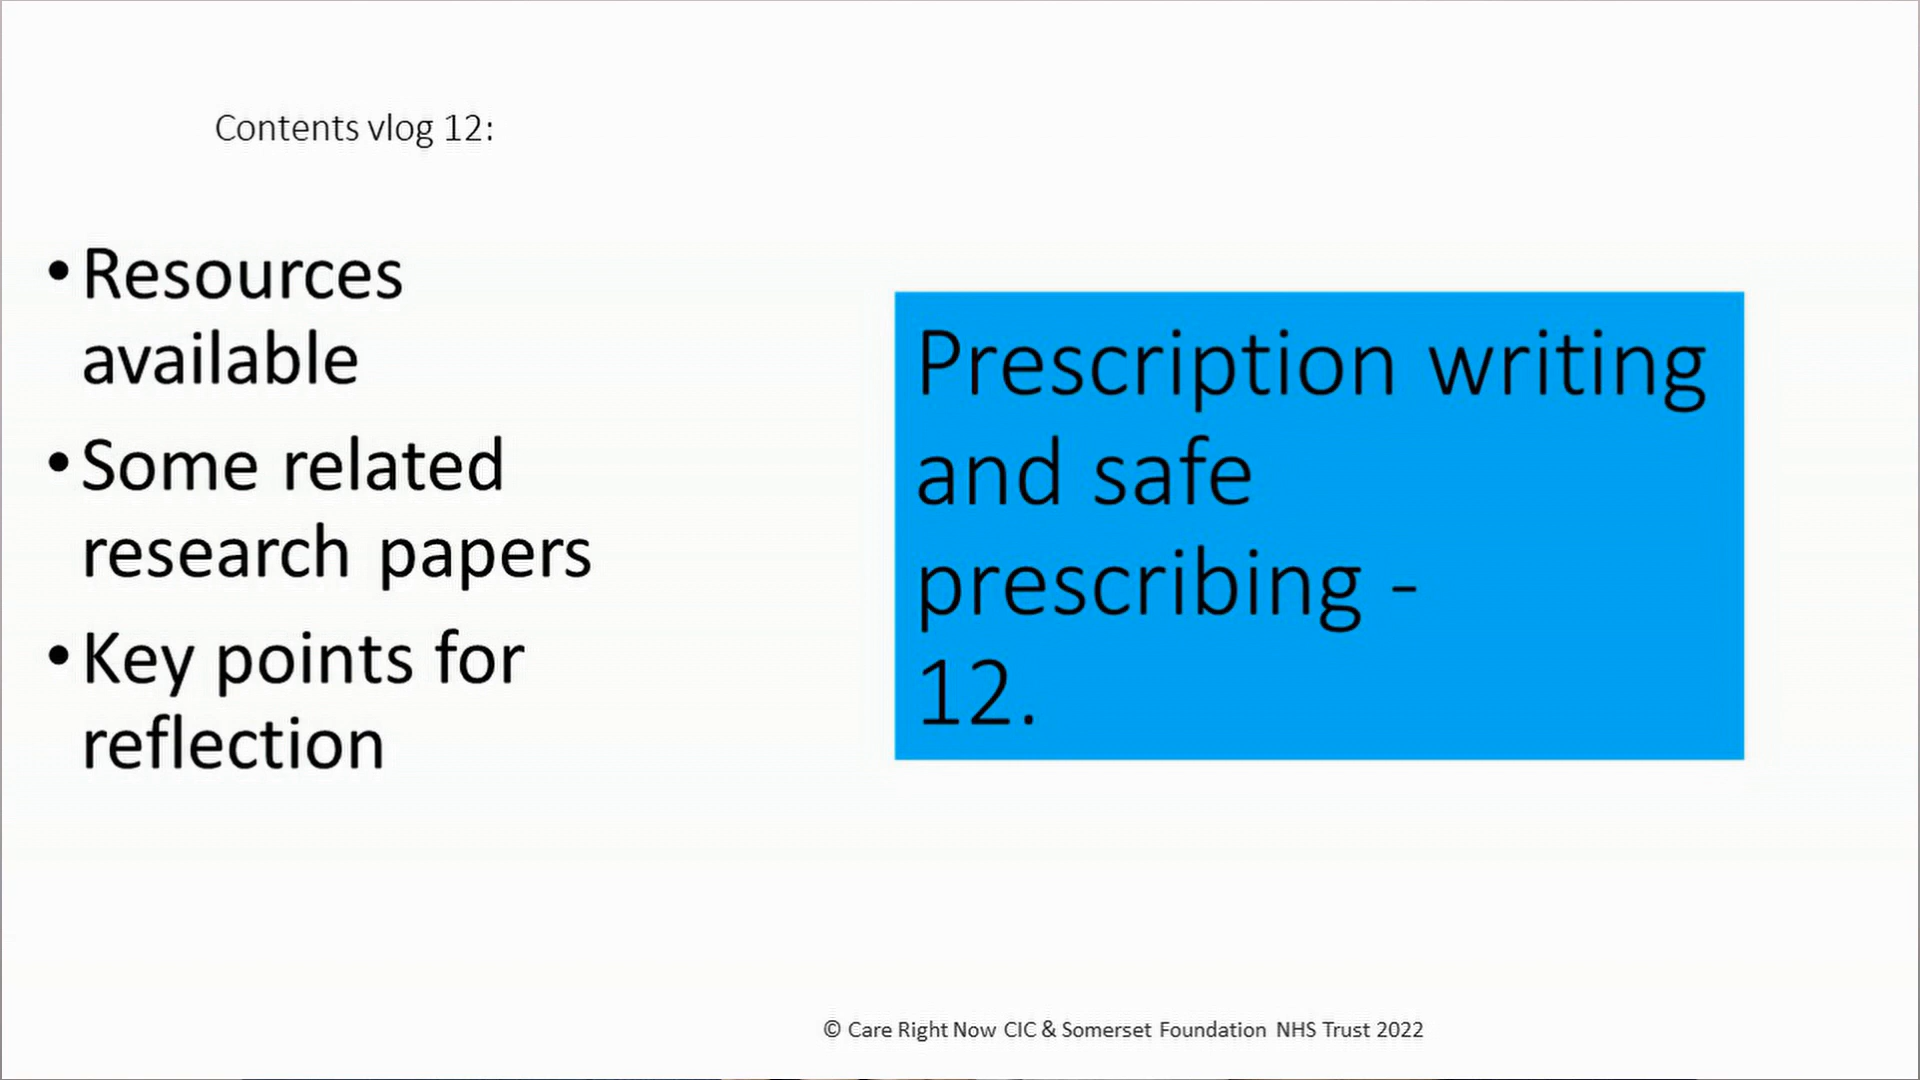 Contents vlog 12:
•Resources
available
•Some related
research papers
•Key points for
reflection
Prescription writing
and safe
prescribing -
12.
© Care Right Now CIC & Somerset Foundation NHS Trust 2022